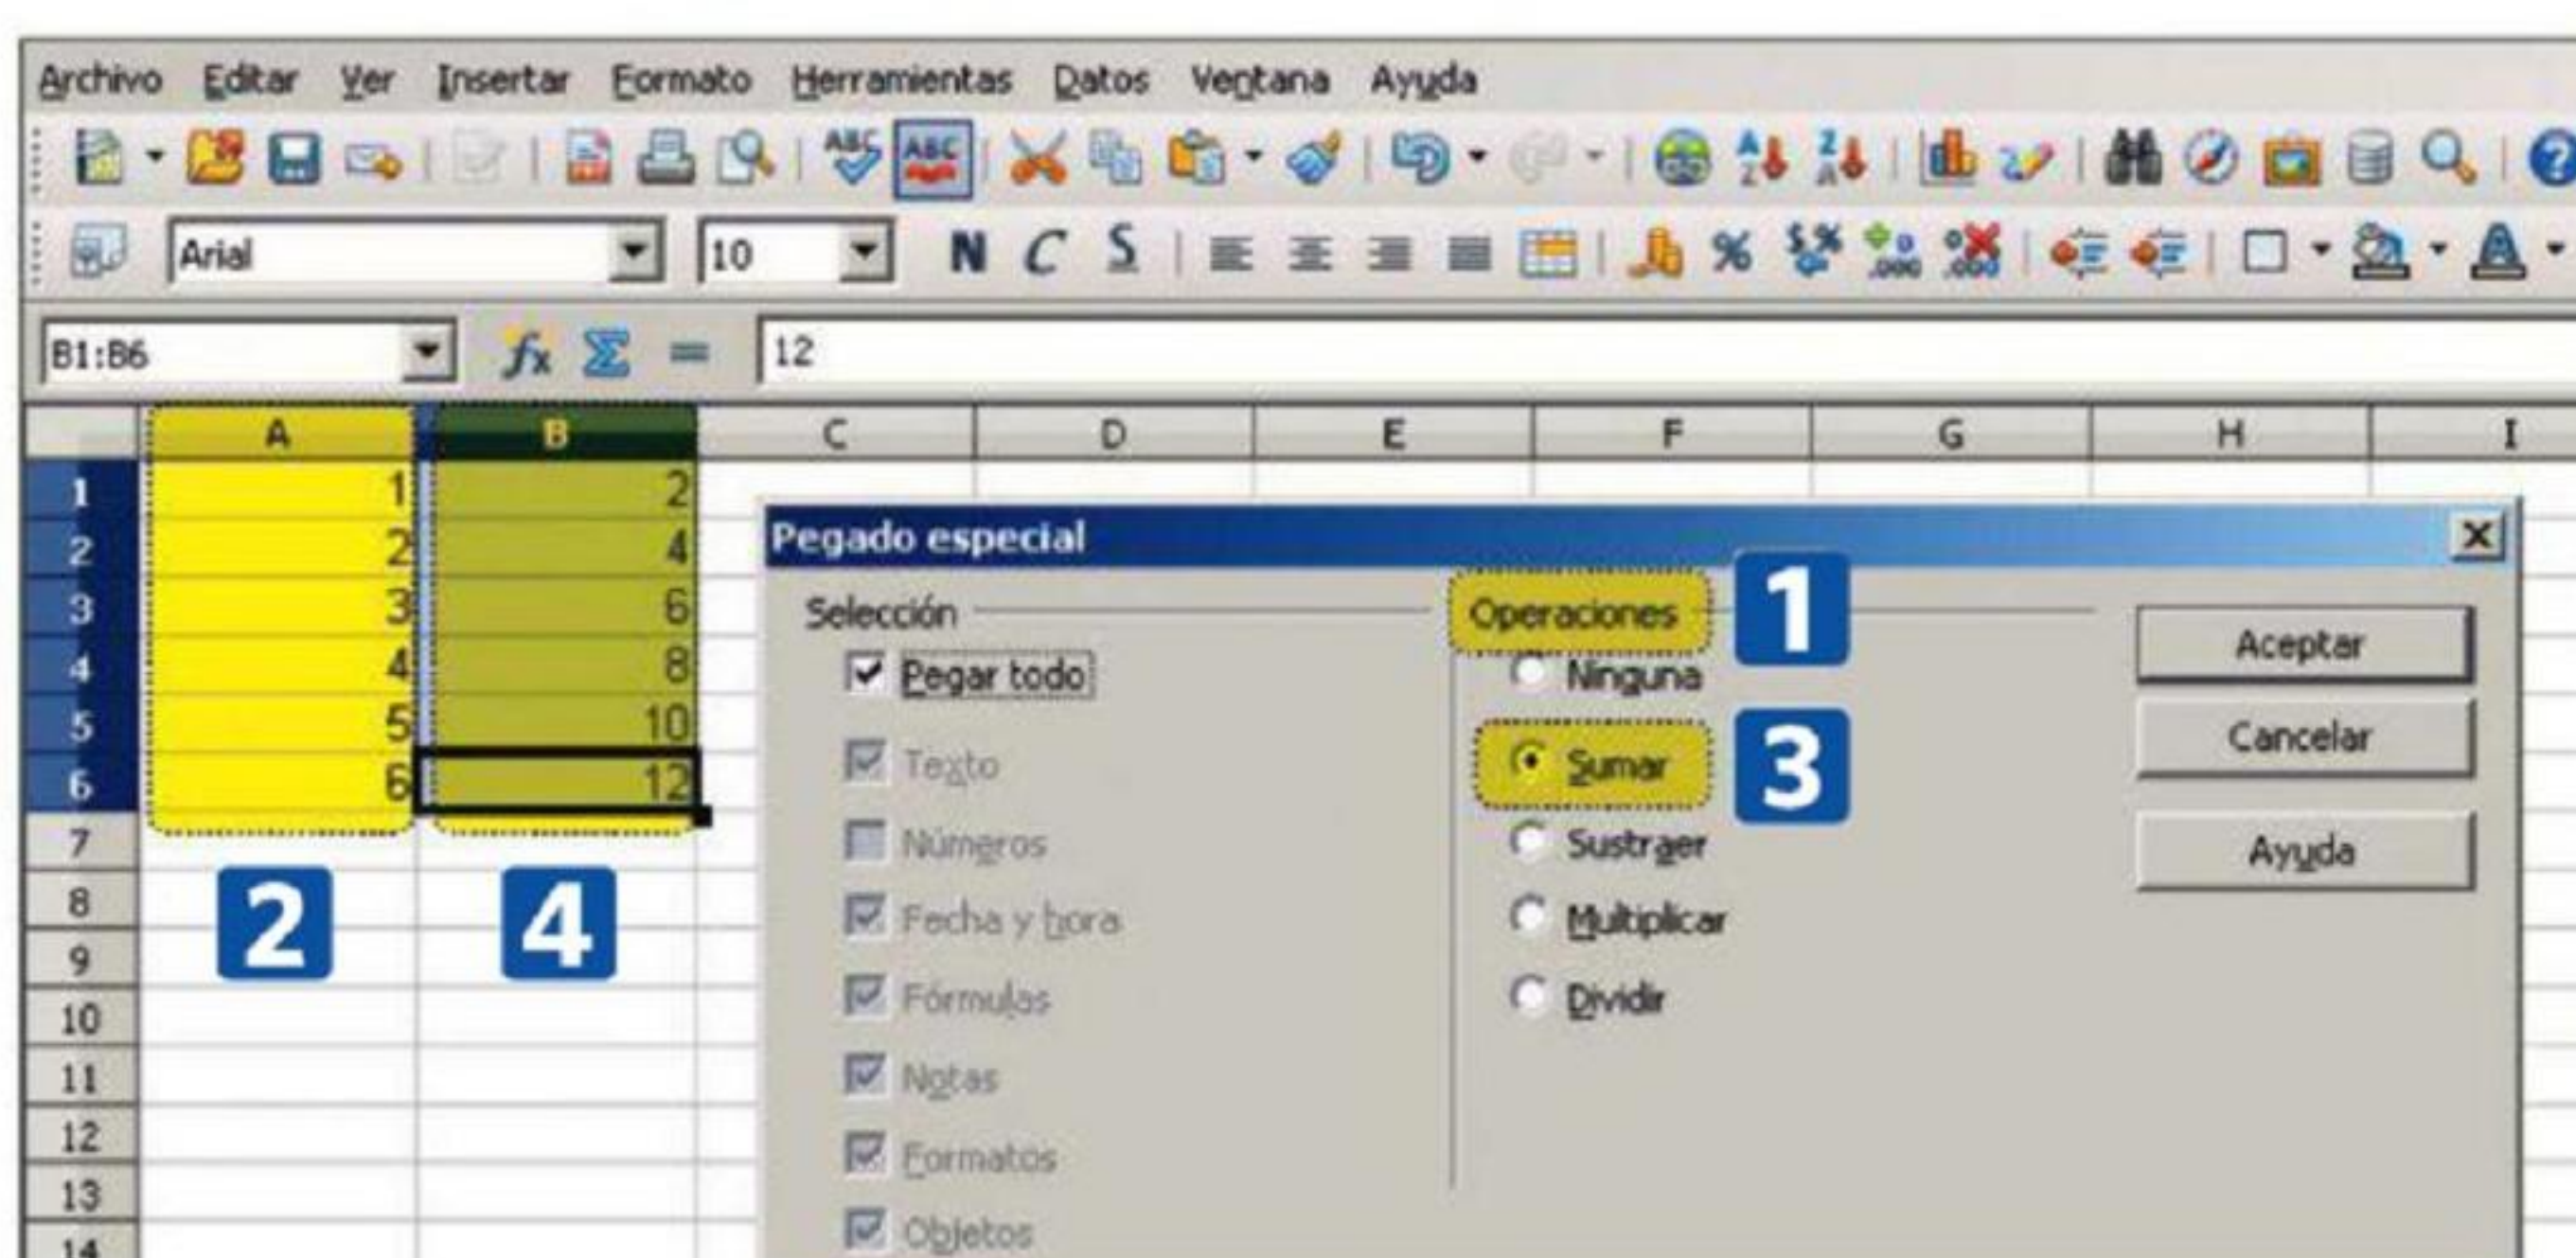 Archivo Editar Ver Insertar Formato Herramientas Datos Ventana Ayuda
ABC ABC
Arial 10 N C S %
B1:B6 fx Σ = 12
A B C D E F G H I
1 1 2
2 2 4
3 3 6
4 4 8
5 5 10
6 6 12
7
8
9
10
11
12
13
14
2 4
Pegado especial
Selección Operaciones 1
Pegar todo Ninguna
Texto Sumar 3
Números Sustraer
Fecha y hora Multiplicar
Fórmulas Dividir
Notas
Formatos
Objetos
Aceptar
Cancelar
Ayuda